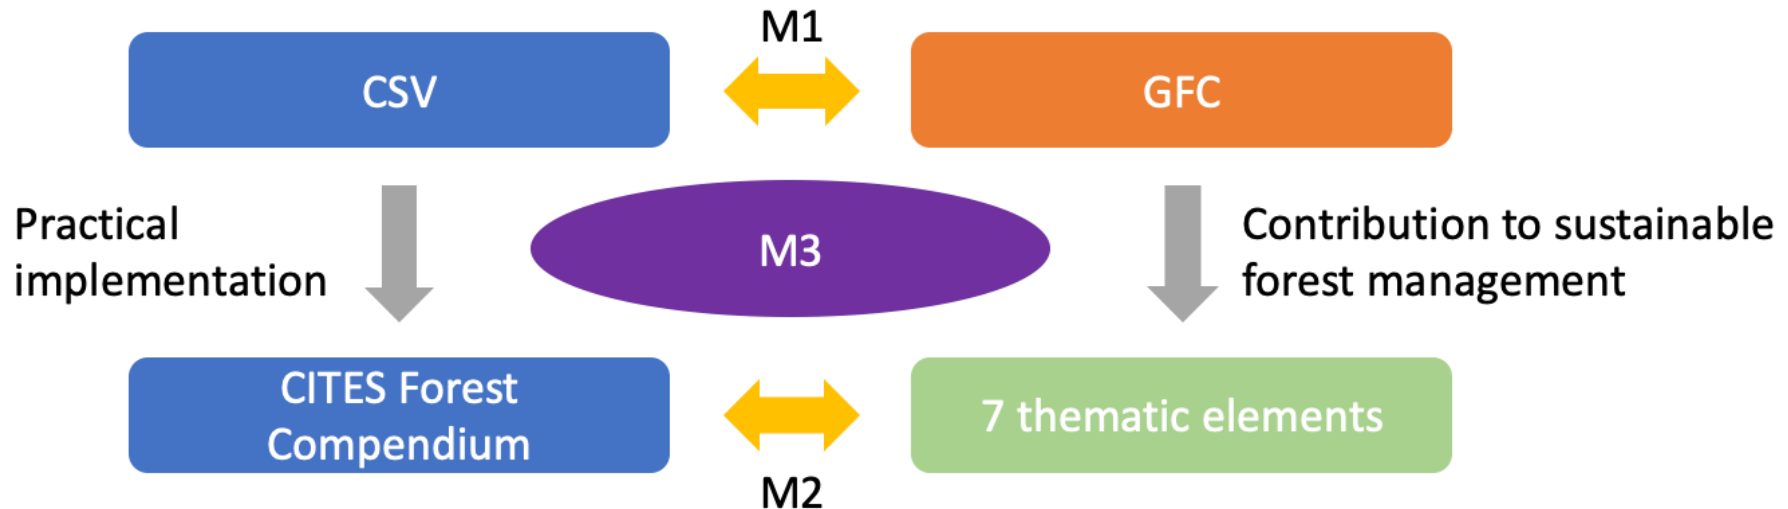 M1
CSV
GFC
Practical
implementation
M3
Contribution to sustainable
forest management
CITES Forest
Compendium
7 thematic elements
M2